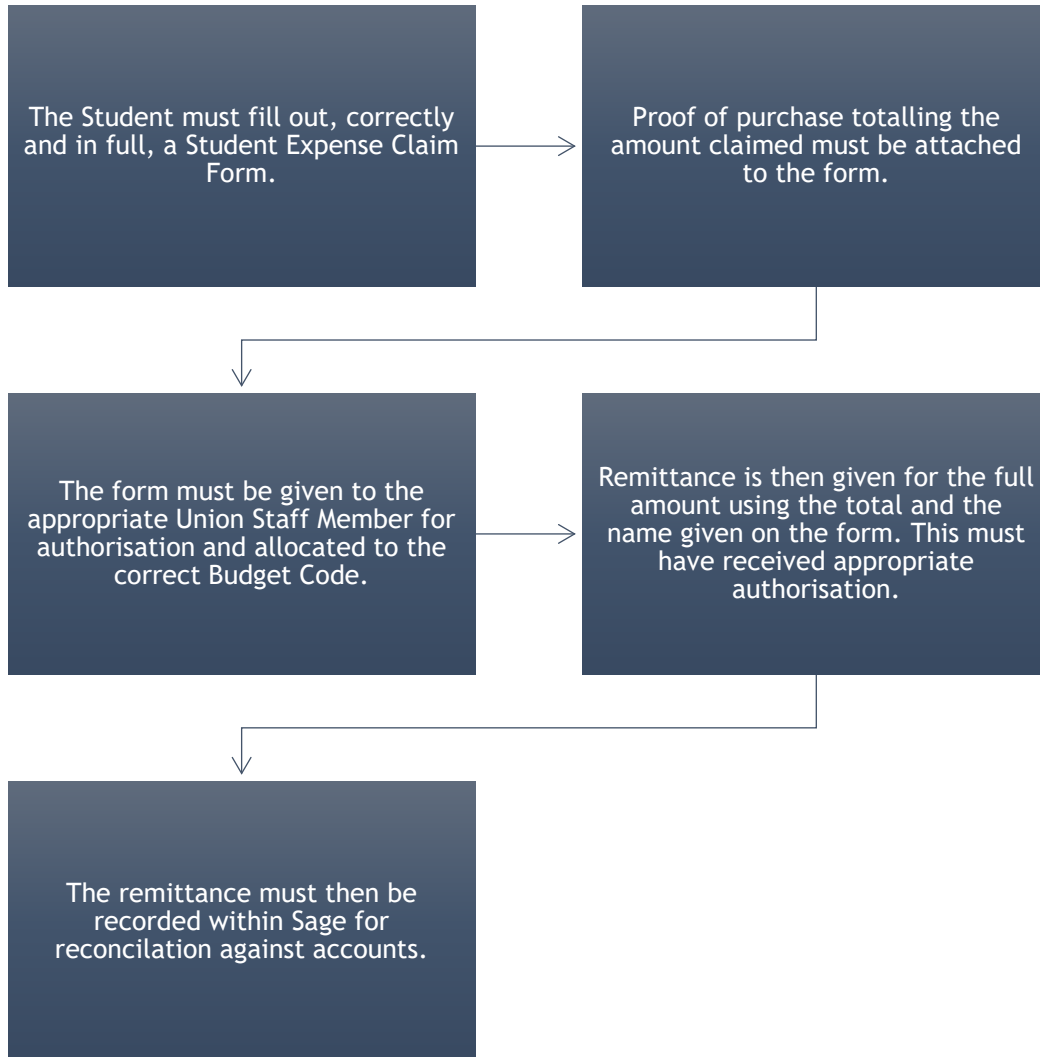 The Student must fill out, correctly
and in full, a Student Expense Claim
Form.
Proof of purchase totalling the
amount claimed must be attached
to the form.
The form must be given to the
appropriate Union Staff Member for
authorisation and allocated to the
correct Budget Code.
Remittance is then given for the full
amount using the total and the
name given on the form. This must
have received appropriate
authorisation.
The remittance must then be
recorded within Sage for
reconcilation against accounts.